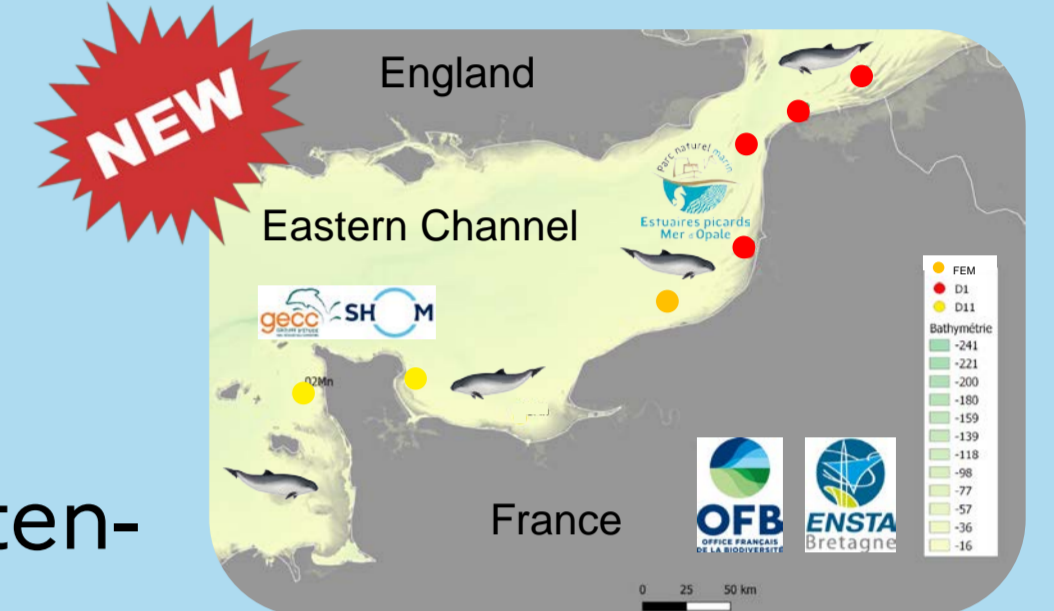 NEW
England
Eastern Channel
Parc naturel marin
Estuaires picards
Mer d'Opale
gecc
SHOM
02Mn
FEM
D1
D11
Bathymétrie
-241
-221
-200
-180
-159
-139
-118
-98
-77
-57
-36
-16
ten-
France
OFB
OFFICE FRANÇAIS
DE LA BIODIVERSITÉ
ENSTA
Bretagne
0 25 50 km